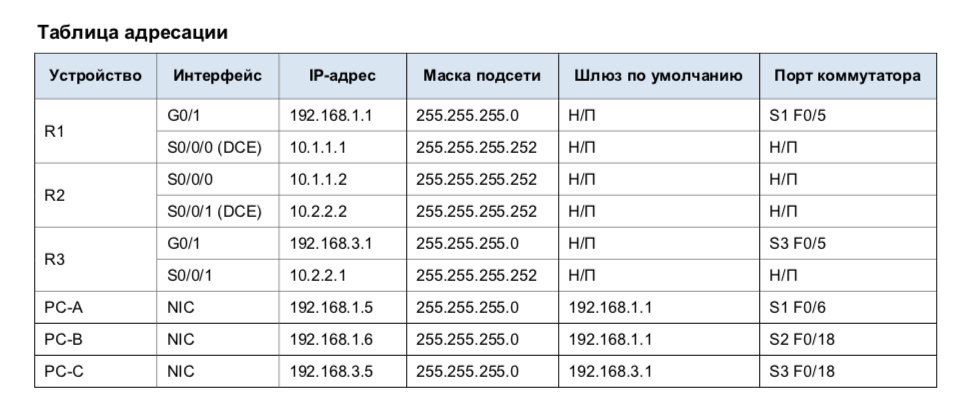 Таблица адресации
Устройство Интерфейс IP-адрес Маска подсети Шлюз по умолчанию Порт коммутатора
R1 G0/1 192.168.1.1 255.255.255.0 Н/П S1 F0/5
S0/0/0 (DCE) 10.1.1.1 255.255.255.252 Н/П Н/П
R2 S0/0/0 10.1.1.2 255.255.255.252 Н/П Н/П
S0/0/1 (DCE) 10.2.2.2 255.255.255.252 Н/П Н/П
R3 G0/1 192.168.3.1 255.255.255.0 Н/П S3 F0/5
S0/0/1 10.2.2.1 255.255.255.252 Н/П Н/П
PC-A NIC 192.168.1.5 255.255.255.0 192.168.1.1 S1 F0/6
PC-B NIC 192.168.1.6 255.255.255.0 192.168.1.1 S2 F0/18
PC-C NIC 192.168.3.5 255.255.255.0 192.168.3.1 S3 F0/18